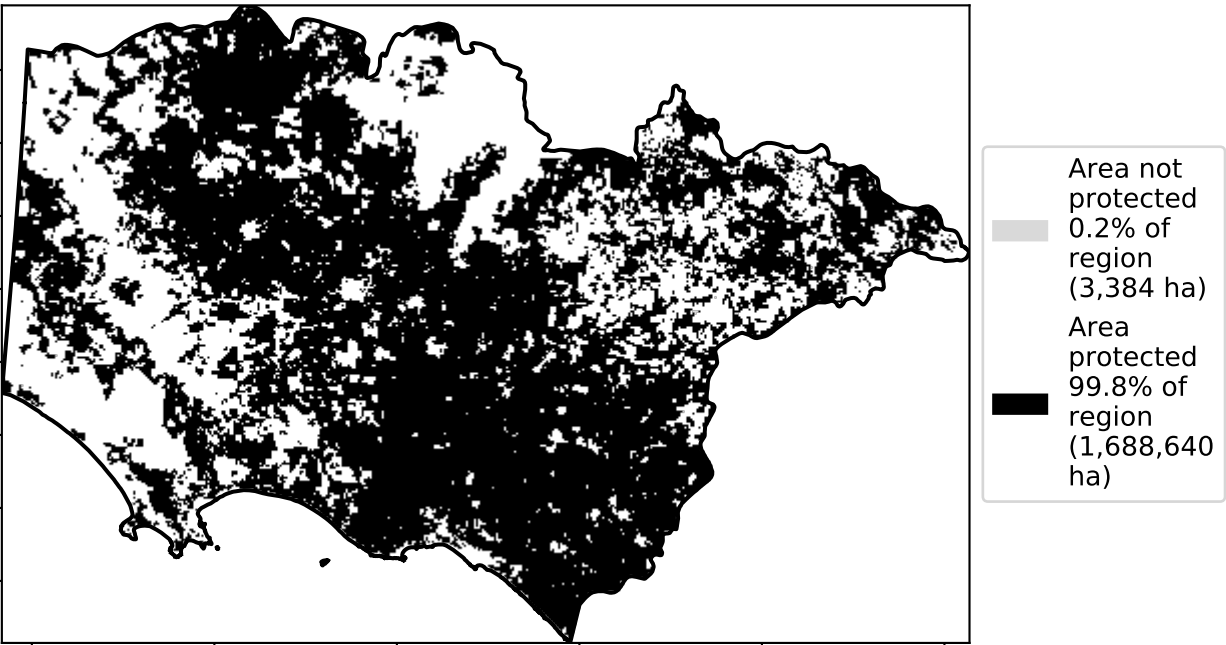 Area not
protected
0.2% of
region
(3,384 ha)
Area
protected
99.8% of
region
(1,688,640
ha)